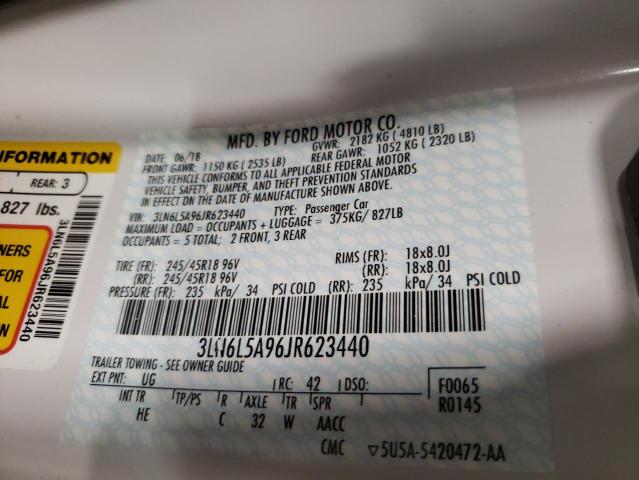 MFD. BY FORD MOTOR CO.
DATE: 06/18 GVWR: 2182 KG ( 4810 LB)
FRONT GAWR: 1150 KG ( 2535 LB) REAR GAWR: 1052 KG ( 2320 LB)
THIS VEHICLE CONFORMS TO ALL APPLICABLE FEDERAL MOTOR
VEHICLE SAFETY, BUMPER, AND THEFT PREVENTION STANDARDS
IN EFFECT ON THE DATE OF MANUFACTURE SHOWN ABOVE.
VIN: 3LN6L5A96JR623440 TYPE: Passenger Car
MAXIMUM LOAD = OCCUPANTS + LUGGAGE = 375KG/ 827LB
OCCUPANTS = 5 TOTAL; 2 FRONT, 3 REAR
TIRE (FR): 245/45R18 96V RIMS (FR): 18x8.0J
(RR): 245/45R18 96V (RR): 18x8.0J
PRESSURE (FR): 235 kPa/ 34 PSI COLD (RR): 235 kPa/ 34 PSI COLD
3LN6L5A96JR623440
TRAILER TOWING - SEE OWNER GUIDE
EXT PNT: UG RC: 42 DSO: F0065
INT TR TP/PS R AXLE TR SPR R0145
HE C 32 W AACC
CMC ▽5U5A-5420472-AA
NFORMATION
REAR: 3
827 lbs.
NERS
FOR
AL
N
3LN6L5A96JR623440